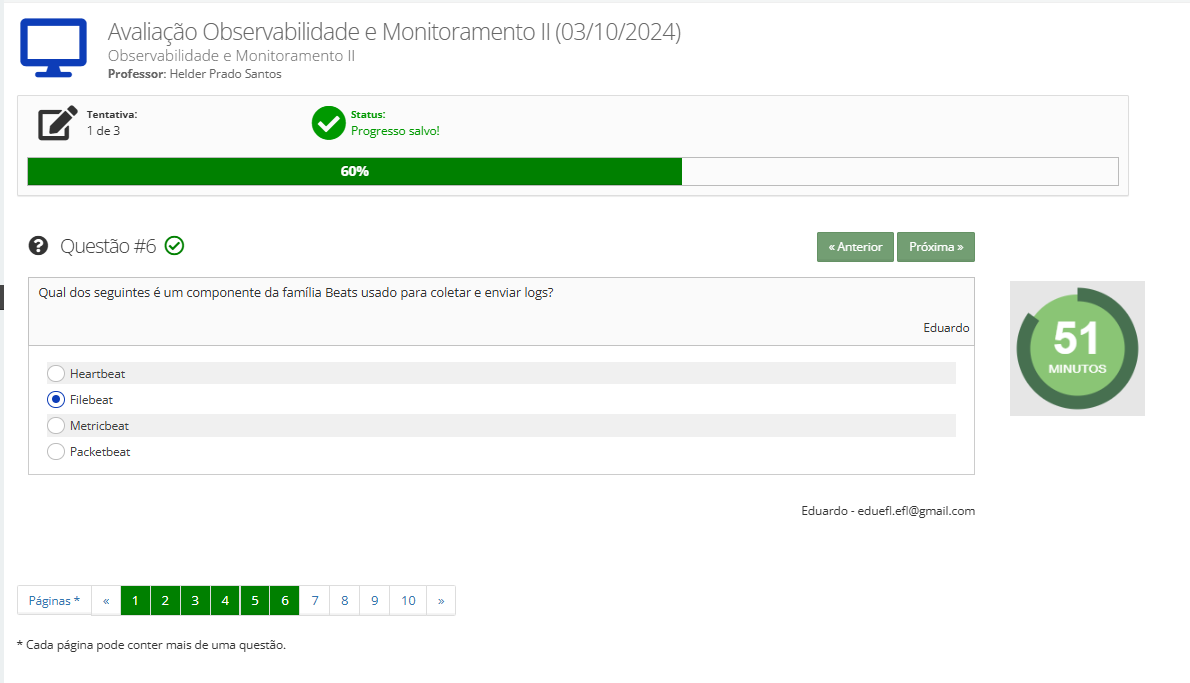 Avaliação Observabilidade e Monitoramento II (03/10/2024)
Observabilidade e Monitoramento II
Professor: Helder Prado Santos
Tentativa:
1 de 3
Status:
Progresso salvo!
60%
Questão #6
« Anterior
Próxima »
Qual dos seguintes é um componente da família Beats usado para coletar e enviar logs?
Eduardo
Heartbeat
Filebeat
Metricbeat
Packetbeat
51
MINUTOS
Eduardo - eduefl.efl@gmail.com
Páginas * « 1 2 3 4 5 6 7 8 9 10 »
* Cada página pode conter mais de uma questão.